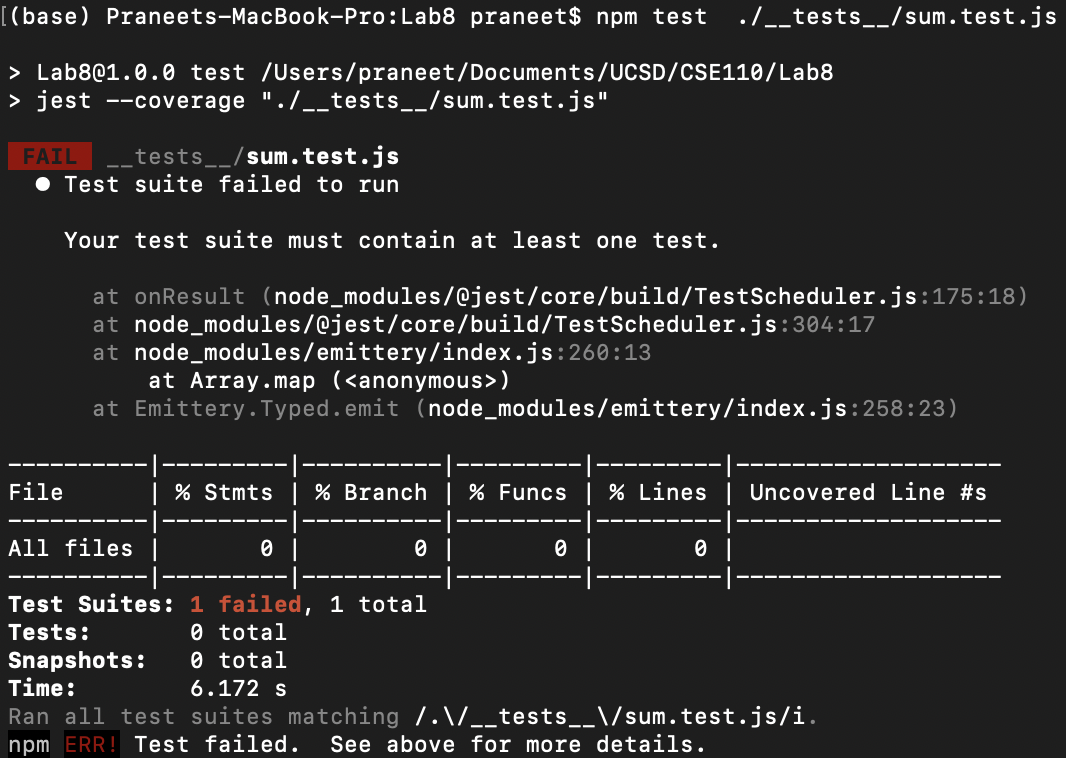 [(base) Praneets-MacBook-Pro:Lab8 praneet$ npm test  ./__tests__/sum.test.js
> Lab8@1.0.0 test /Users/praneet/Documents/UCSD/CSE110/Lab8
> jest --coverage "./__tests__/sum.test.js"
FAIL __tests__/sum.test.js
● Test suite failed to run
Your test suite must contain at least one test.
at onResult (node_modules/@jest/core/build/TestScheduler.js:175:18)
at node_modules/@jest/core/build/TestScheduler.js:304:17
at node_modules/emittery/index.js:260:13
at Array.map (<anonymous>)
at Emittery.Typed.emit (node_modules/emittery/index.js:258:23)
----------|---------|----------|---------|---------|-------------------
File      | % Stmts | % Branch | % Funcs | % Lines | Uncovered Line #s
----------|---------|----------|---------|---------|-------------------
All files |       0 |        0 |       0 |       0 |
----------|---------|----------|---------|---------|-------------------
Test Suites: 1 failed, 1 total
Tests:       0 total
Snapshots:   0 total
Time:        6.172 s
Ran all test suites matching /.\/__tests__\/sum.test.js/i.
npm ERR! Test failed.  See above for more details.